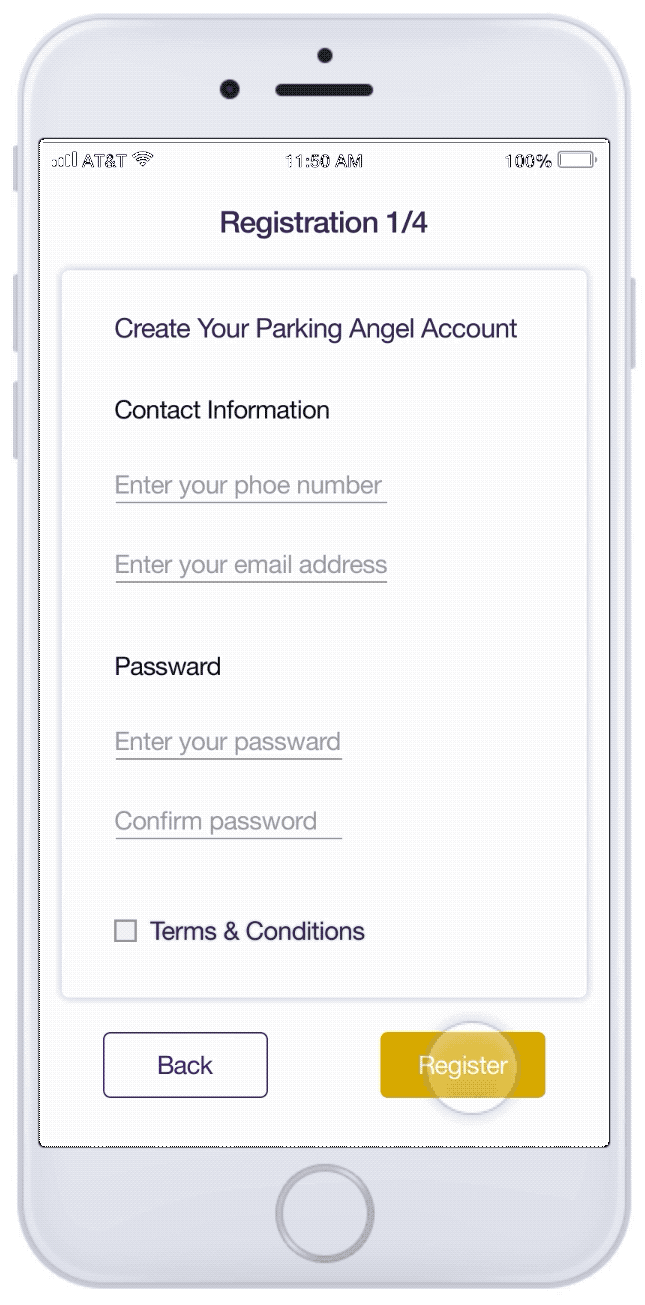 AT&T 11:50 AM 100%
Registration 1/4
Create Your Parking Angel Account
Contact Information
Enter your phoe number
Enter your email address
Passward
Enter your passward
Confirm password
Terms & Conditions
Back Register